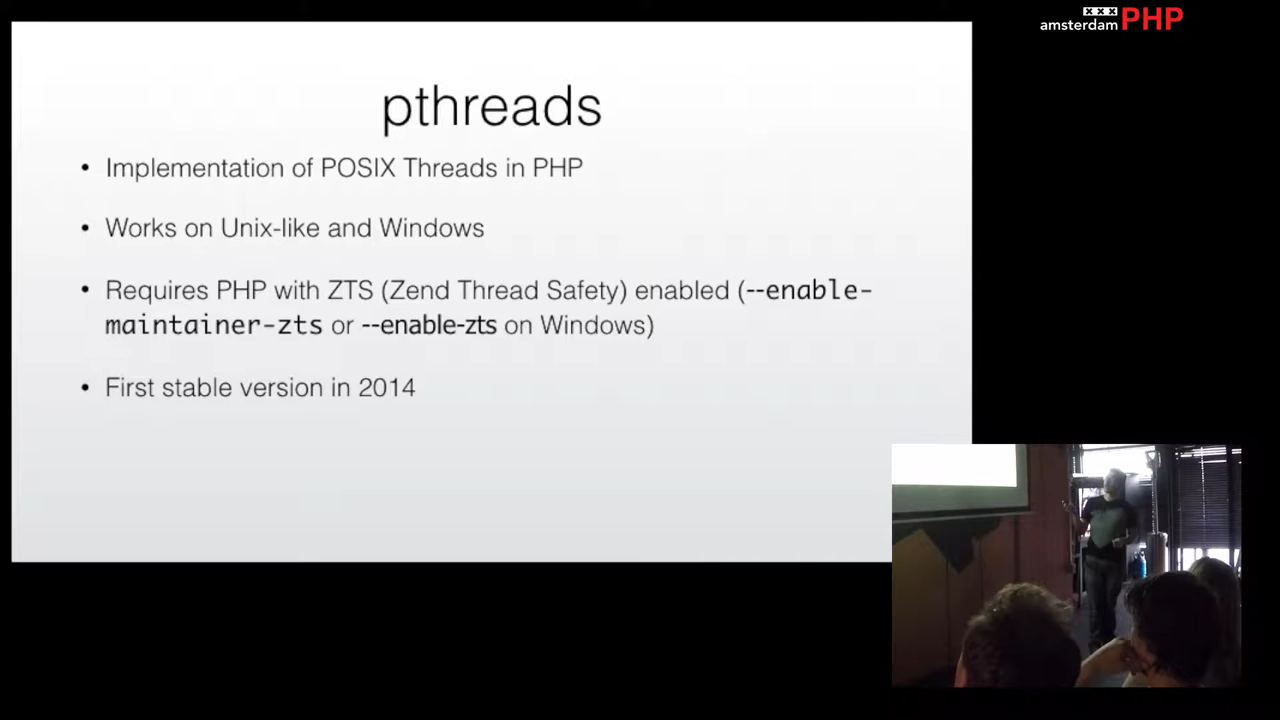 amsterdamPHP
pthreads
• Implementation of POSIX Threads in PHP
• Works on Unix-like and Windows
• Requires PHP with ZTS (Zend Thread Safety) enabled (--enable-
maintainer-zts or --enable-zts on Windows)
• First stable version in 2014